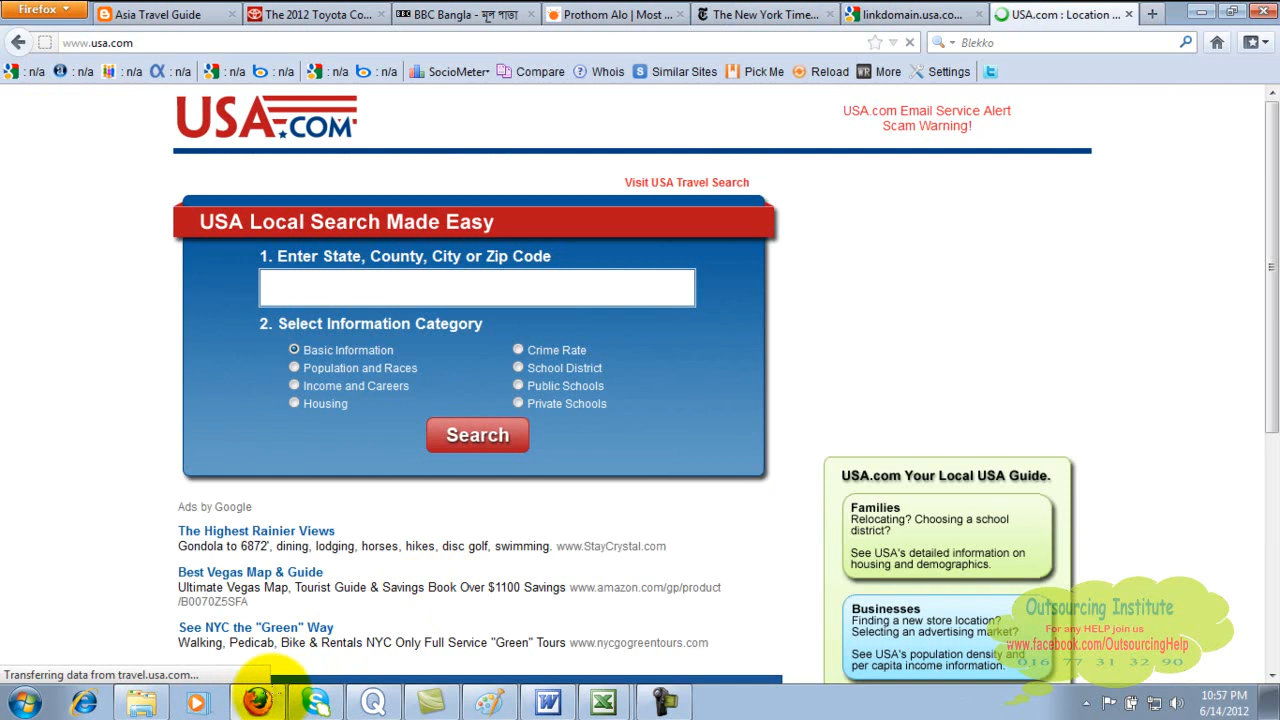 Firefox
Asia Travel Guide
The 2012 Toyota Co...
BBC Bangla - মূল পাতা
Prothom Alo | Most ...
The New York Time...
linkdomain.usa.co...
USA.com : Location ...
www.usa.com
Blekko
: n/a : n/a : n/a : n/a : n/a : n/a : n/a : n/a
SocioMeter
Compare
Whois
Similar Sites
Pick Me
Reload
More
Settings
USA.COM
USA.com Email Service Alert
Scam Warning!
Visit USA Travel Search
USA Local Search Made Easy
1. Enter State, County, City or Zip Code
2. Select Information Category
Basic Information
Crime Rate
Population and Races
School District
Income and Careers
Public Schools
Housing
Private Schools
Search
Ads by Google
The Highest Rainier Views
Gondola to 6872', dining, lodging, horses, hikes, disc golf, swimming. www.StayCrystal.com
Best Vegas Map & Guide
Ultimate Vegas Map, Tourist Guide & Savings Book Over $1100 Savings www.amazon.com/gp/product
/B0070Z5SFA
See NYC the "Green" Way
Walking, Pedicab, Bike & Rentals NYC Only Full Service "Green" Tours www.nycgogreentours.com
USA.com Your Local USA Guide.
Families
Relocating? Choosing a school
district?
See USA's detailed information on
housing and demographics.
Businesses
Finding a new store location?
Selecting an advertising market?
See USA's population density and
per capita income information.
Outsourcing Institute
For any HELP join us
www.facebook.com/OutsourcingHelp
016 77 31 32 90
Transferring data from travel.usa.com...
10:57 PM
6/14/2012